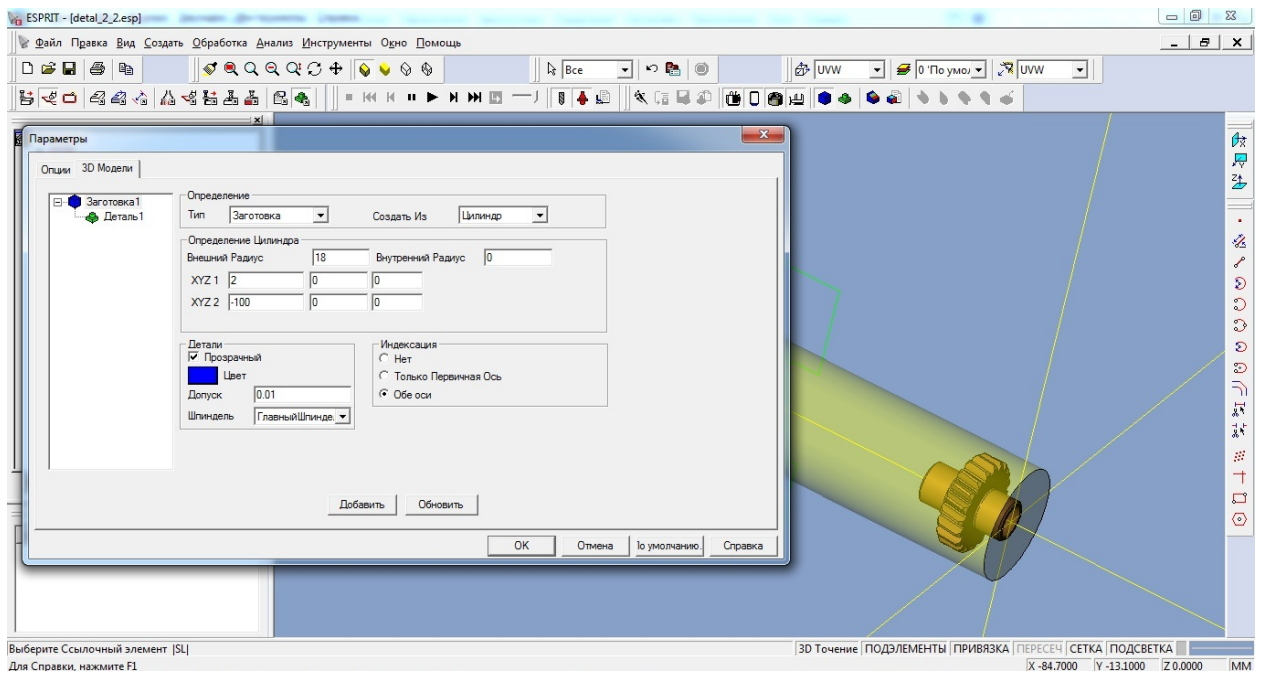 ESPRIT - [detal_2_2.esp]
Файл Правка Вид Создать Обработка Анализ Инструменты Окно Помощь
Все UVW 0 'По умол UVW
Параметры
Опции 3D Модели
Заготовка1
Деталь1
Определение
Тип Заготовка Создать Из Цилиндр
Определение Цилиндра
Внешний Радиус 18 Внутренний Радиус 0
XYZ 1 2 0 0
XYZ 2 -100 0 0
Детали
Прозрачный
Цвет
Допуск 0.01
Шпиндель ГлавныйШпинде.
Индексация
Нет
Только Первичная Ось
Обе оси
Добавить Обновить
OK Отмена Іо умолчанию. Справка
Выберите Ссылочный элемент |SL|
3D Точение ПОДЭЛЕМЕНТЫ ПРИВЯЗКА ПЕРЕСЕЧ СЕТКА ПОДСВЕТКА
Для Справки, нажмите F1
X -84.7000 Y -13.1000 Z 0.0000 MM